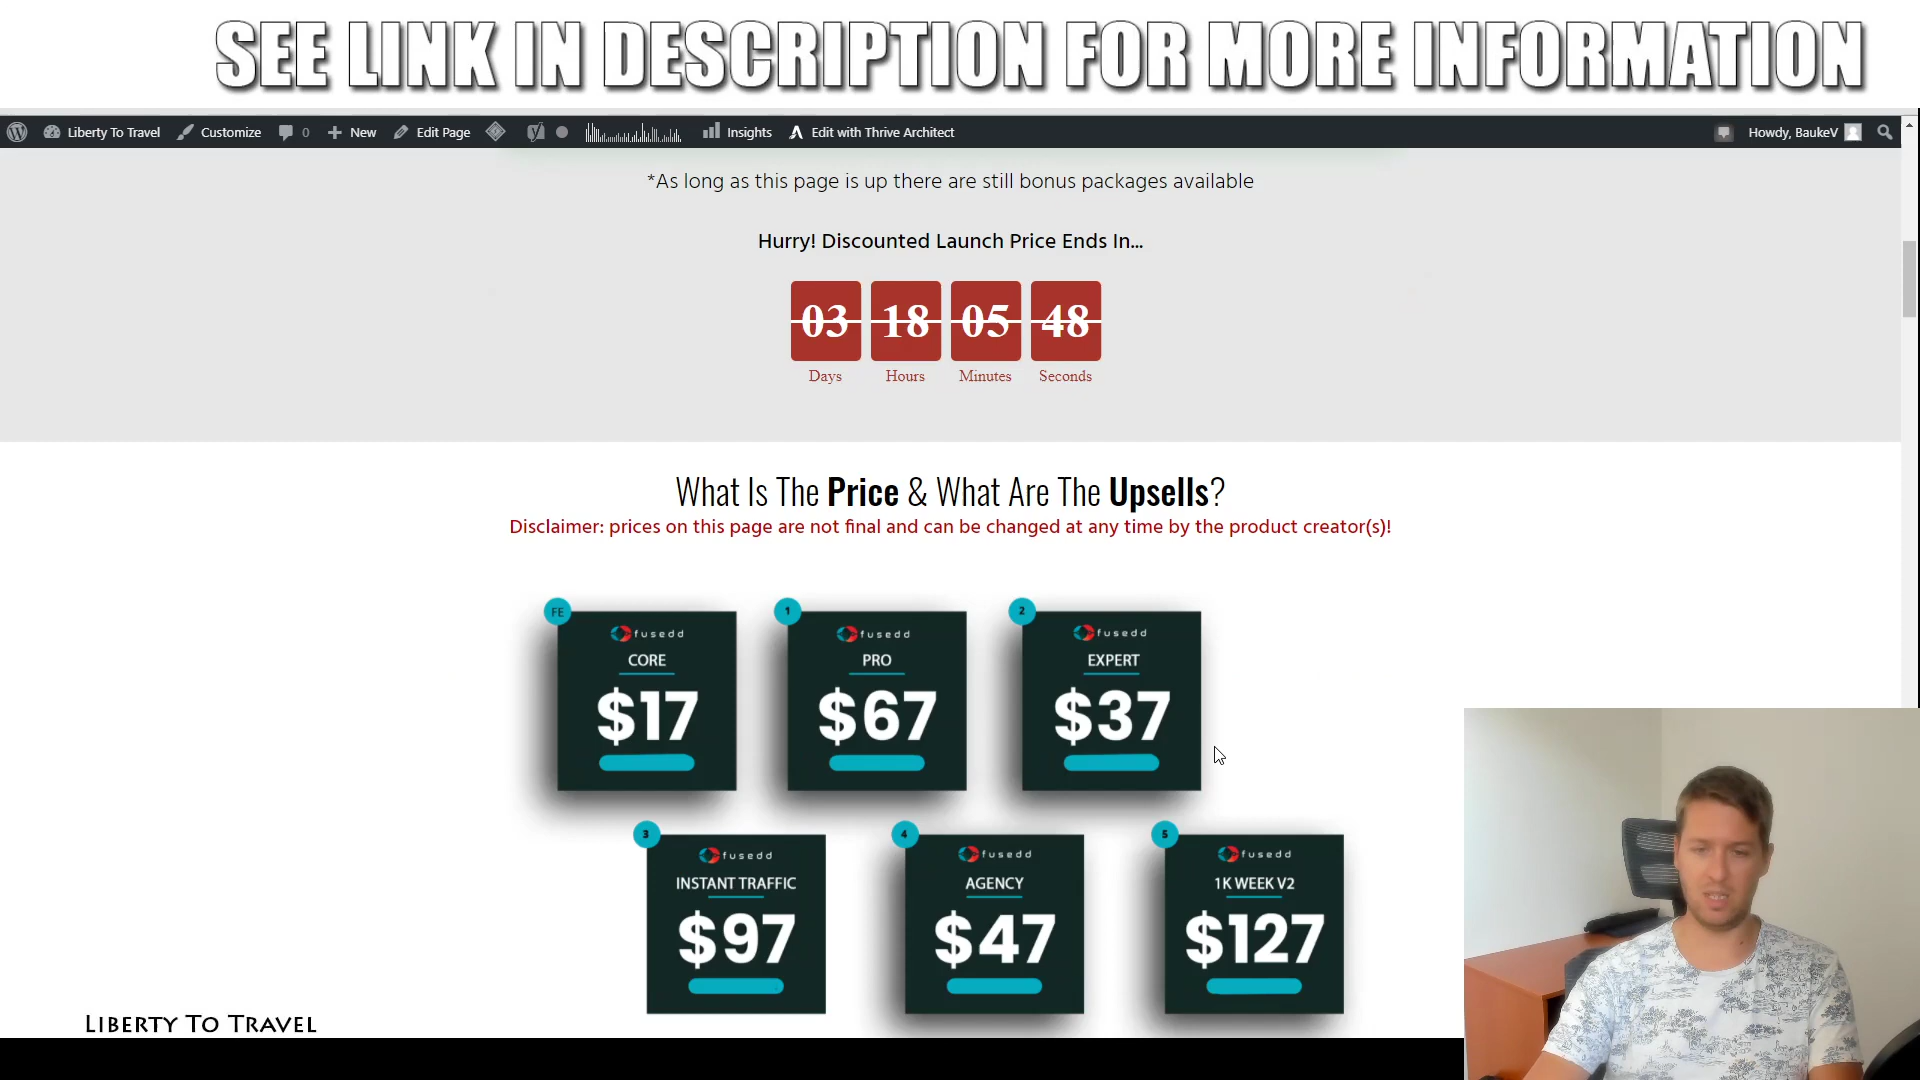 SEE LINK IN DESCRIPTION FOR MORE INFORMATION
Liberty To Travel Customize 0 New Edit Page Insights Edit with Thrive Architect Howdy, BaukeV
*As long as this page is up there are still bonus packages available
Hurry! Discounted Launch Price Ends In...
03 18 05 48
Days Hours Minutes Seconds
What Is The Price & What Are The Upsells?
Disclaimer: prices on this page are not final and can be changed at any time by the product creator(s)!
FE 1 2
fusedd fusedd fusedd
CORE PRO EXPERT
$17 $67 $37
3 4 5
fusedd fusedd fusedd
INSTANT TRAFFIC AGENCY 1K WEEK V2
$97 $47 $127
LIBERTY TO TRAVEL